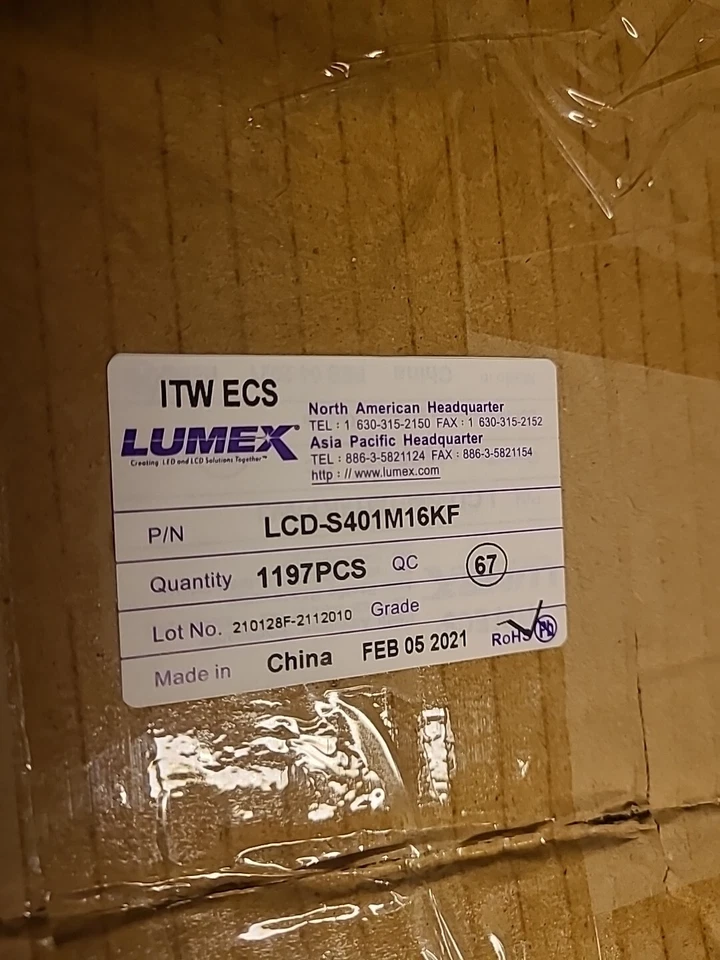 ITW ECS
LUMEX®
Creating LED and LCD Solutions Together™
North American Headquarter
TEL : 1 630-315-2150 FAX : 1 630-315-2152
Asia Pacific Headquarter
TEL : 886-3-5821124 FAX : 886-3-5821154
http : // www.lumex.com
P/N LCD-S401M16KF
Quantity 1197PCS QC 67
Lot No. 210128F-2112010 Grade
Made in China FEB 05 2021 RoHS Pb